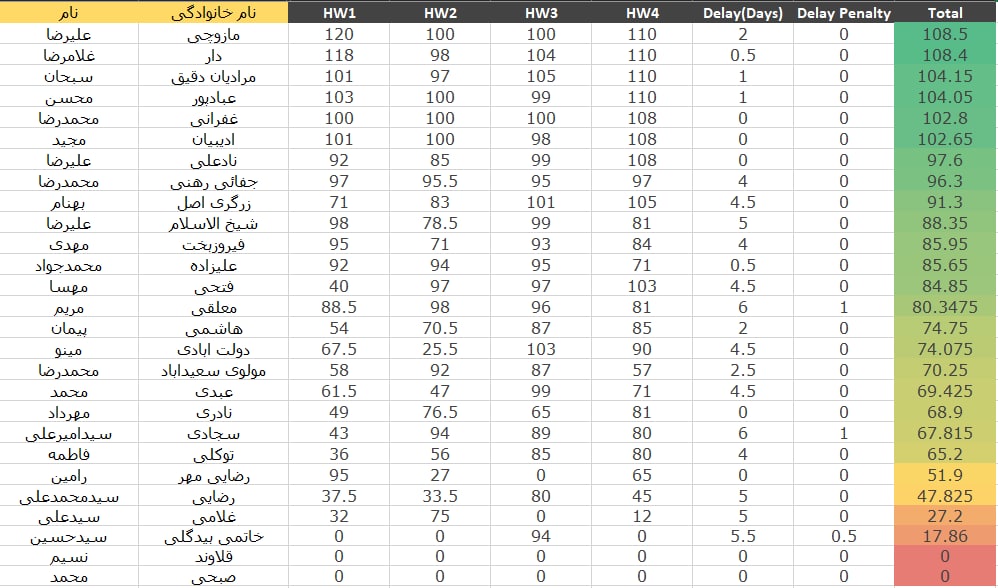 نام نام خانوادگی HW1 HW2 HW3 HW4 Delay(Days) Delay Penalty Total
علیرضا مازوچی 120 100 100 110 2 0 108.5
غلامرضا دار 118 98 104 110 0.5 0 108.4
سبحان مرادیان دقیق 101 97 105 110 1 0 104.15
محسن عبادپور 103 100 99 110 1 0 104.05
محمدرضا غفرانی 100 100 100 108 0 0 102.8
مجید ادیبیان 101 100 98 108 0 0 102.65
علیرضا نادعلی 92 85 99 108 0 0 97.6
محمدرضا جفائی رهنی 97 95.5 95 97 4 0 96.3
بهنام زرگری اصل 71 83 101 105 4.5 0 91.3
علیرضا شیخ الاسلام 98 78.5 99 81 5 0 88.35
مهدی فیروزبخت 95 71 93 84 4 0 85.95
محمدجواد علیزاده 92 94 95 71 0.5 0 85.65
مهسا فتحی 40 97 97 103 4.5 0 84.85
مریم معلقی 88.5 98 96 81 6 1 80.3475
پیمان هاشمی 54 70.5 87 85 2 0 74.75
مینو دولت ابادی 67.5 25.5 103 90 4.5 0 74.075
محمدرضا مولوی سعیداباد 58 92 87 57 2.5 0 70.25
محمد عبدی 61.5 47 99 71 4.5 0 69.425
مهرداد نادری 49 76.5 65 81 0 0 68.9
سیدامیرعلی سجادی 43 94 89 80 6 1 67.815
فاطمه توکلی 36 56 85 80 4 0 65.2
رامین رضایی مهر 95 27 0 65 0 0 51.9
سیدمحمدعلی رضایی 37.5 33.5 80 45 5 0 47.825
سیدعلی غلامی 32 75 0 12 5 0 27.2
سیدحسین خاتمی بیدگلی 0 0 94 0 5.5 0.5 17.86
نسیم قلاوند 0 0 0 0 0 0 0
محمد صبحی 0 0 0 0 0 0 0